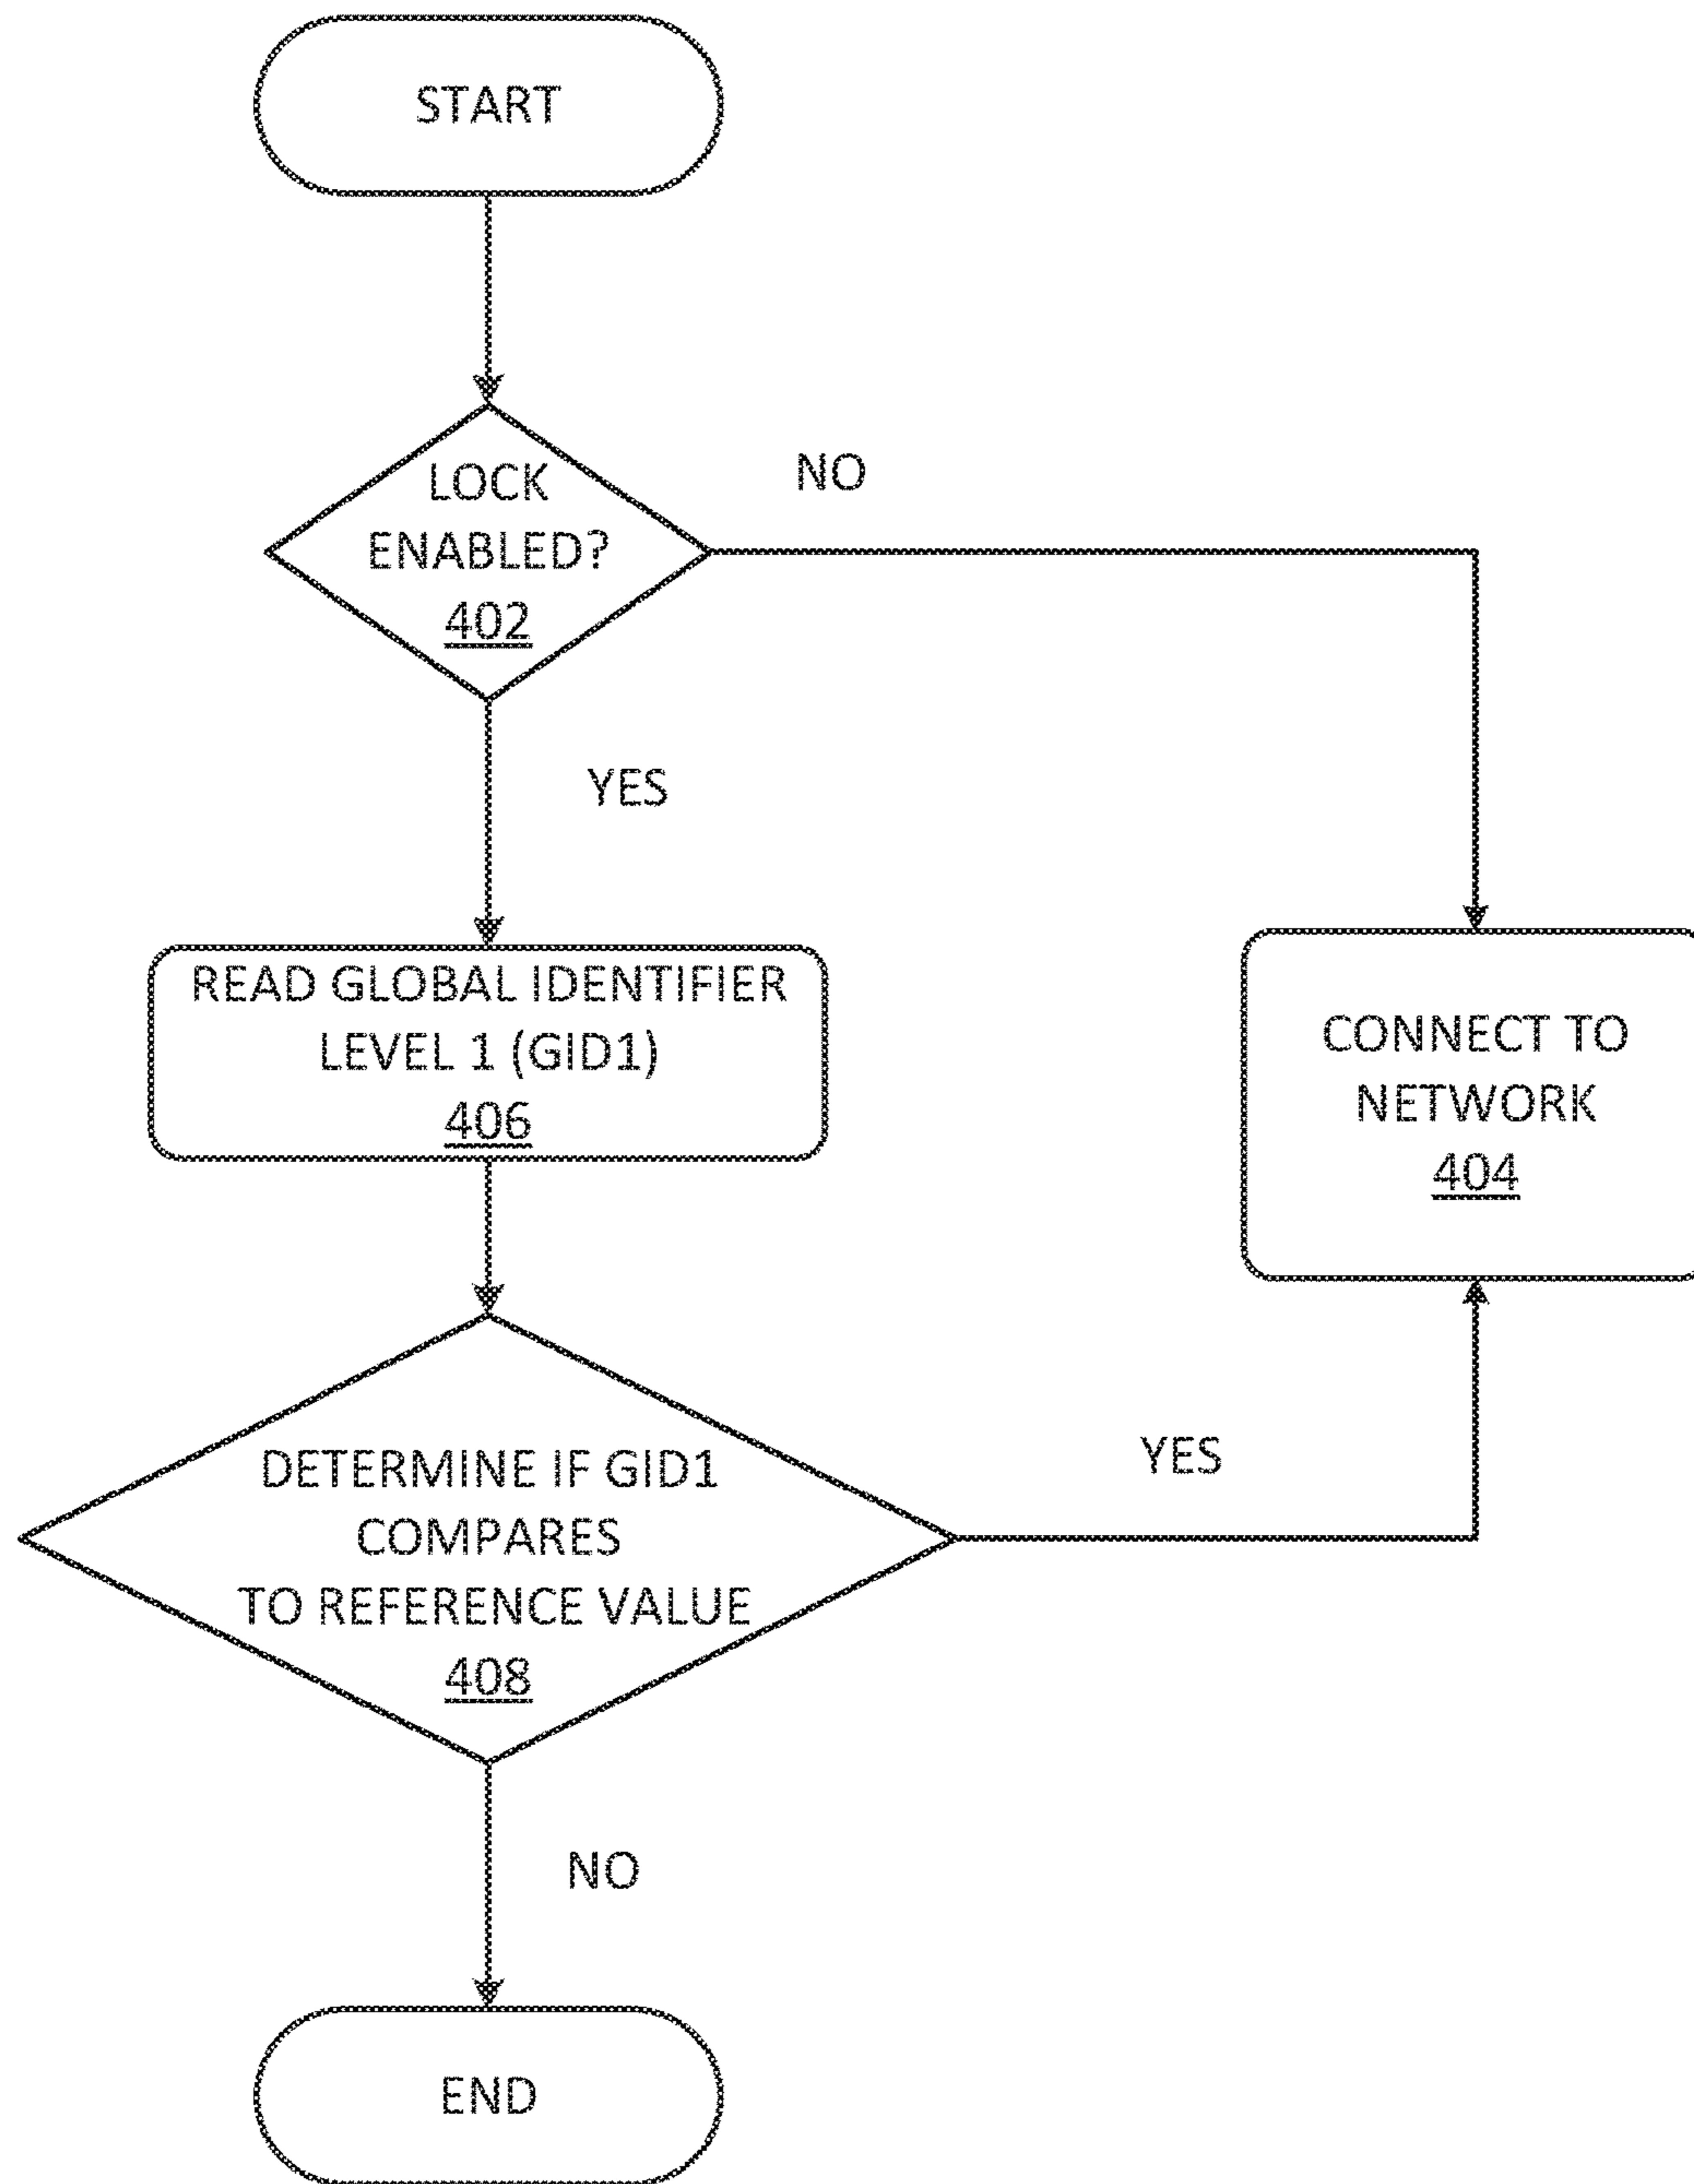 START
LOCK
ENABLED?
402
NO
YES
READ GLOBAL IDENTIFIER
LEVEL 1 (GID1)
406
CONNECT TO
NETWORK
404
DETERMINE IF GID1
COMPARES
TO REFERENCE VALUE
408
YES
NO
END